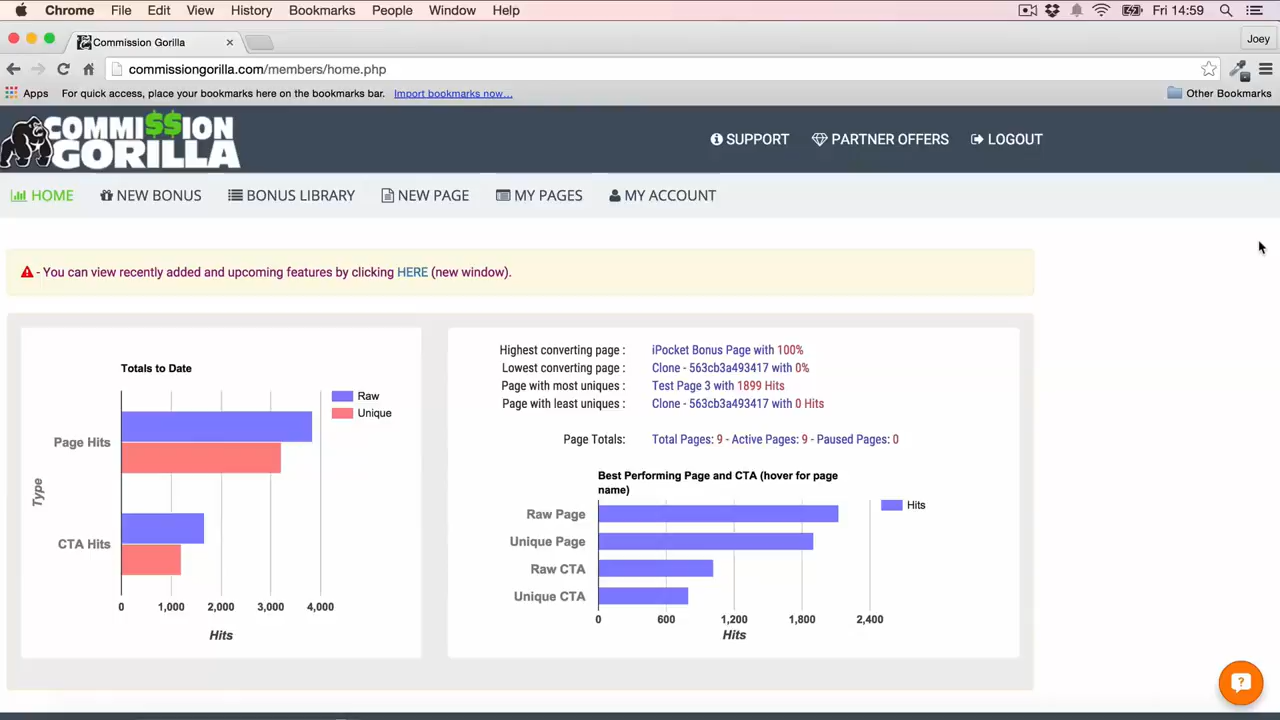 Chrome File Edit View History Bookmarks People Window Help Fri 14:59
Commission Gorilla Joey
commissiongorilla.com/members/home.php
Apps For quick access, place your bookmarks here on the bookmarks bar. Import bookmarks now... Other Bookmarks
COMMI$$ION
GORILLA
SUPPORT PARTNER OFFERS LOGOUT
HOME NEW BONUS BONUS LIBRARY NEW PAGE MY PAGES MY ACCOUNT
- You can view recently added and upcoming features by clicking HERE (new window).
Totals to Date
Raw
Unique
Page Hits
CTA Hits
Type
0 1,000 2,000 3,000 4,000
Hits
Highest converting page : iPocket Bonus Page with 100%
Lowest converting page : Clone - 563cb3a493417 with 0%
Page with most uniques : Test Page 3 with 1899 Hits
Page with least uniques : Clone - 563cb3a493417 with 0 Hits
Page Totals: Total Pages: 9 - Active Pages: 9 - Paused Pages: 0
Best Performing Page and CTA (hover for page
name)
Hits
Raw Page
Unique Page
Raw CTA
Unique CTA
0 600 1,200 1,800 2,400
Hits